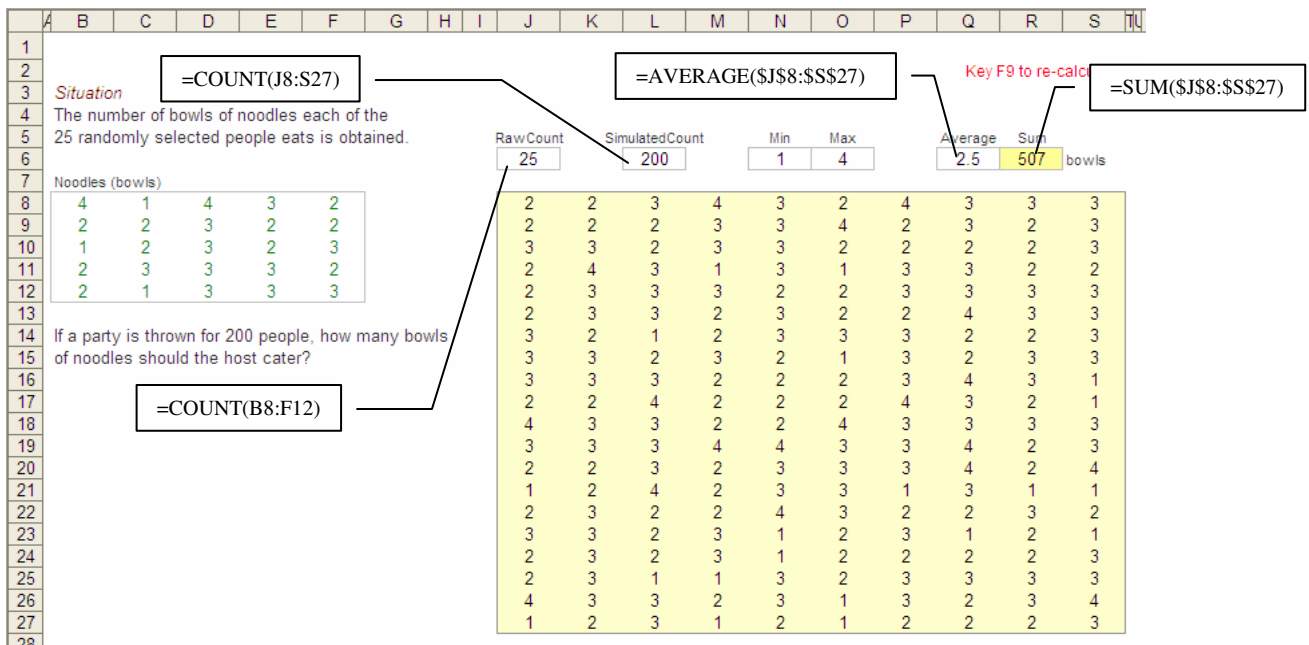 A B C D E F G H I J K L M N O P Q R S T U
1
2 =COUNT(J8:S27) =AVERAGE($J$8:$S$27) Key F9 to re-calcu
3 Situation =SUM($J$8:$S$27)
4 The number of bowls of noodles each of the
5 25 randomly selected people eats is obtained. RawCount SimulatedCount Min Max Average Sum
6 25 200 1 4 2.5 507 bowls
7 Noodles (bowls)
8 4 1 4 3 2 2 2 3 4 3 2 4 3 3 3
9 2 2 3 2 2 2 2 2 3 3 4 2 3 2 3
10 1 2 3 2 3 3 3 2 3 3 2 2 2 2 3
11 2 3 3 3 2 2 4 3 1 3 1 3 3 2 2
12 2 1 3 3 3 2 3 3 3 2 2 3 3 3 3
13 2 3 3 2 3 2 2 4 3 3
14 If a party is thrown for 200 people, how many bowls 3 2 1 2 3 3 3 2 2 3
15 of noodles should the host cater? 3 3 2 3 2 1 3 2 3 3
16 3 3 3 2 2 2 3 4 3 1
17 =COUNT(B8:F12) 2 2 4 2 2 2 4 3 2 1
18 4 3 3 2 2 4 3 3 3 3
19 3 3 3 4 4 3 3 4 2 3
20 2 2 3 2 3 3 3 4 2 4
21 1 2 4 2 3 3 1 3 1 1
22 2 3 2 2 4 3 2 2 3 2
23 3 3 2 3 1 2 3 1 2 1
24 2 3 2 3 1 2 2 2 2 3
25 2 3 1 1 3 2 3 3 3 3
26 4 3 3 2 3 1 3 2 3 4
27 1 2 3 1 2 1 2 2 2 3
28